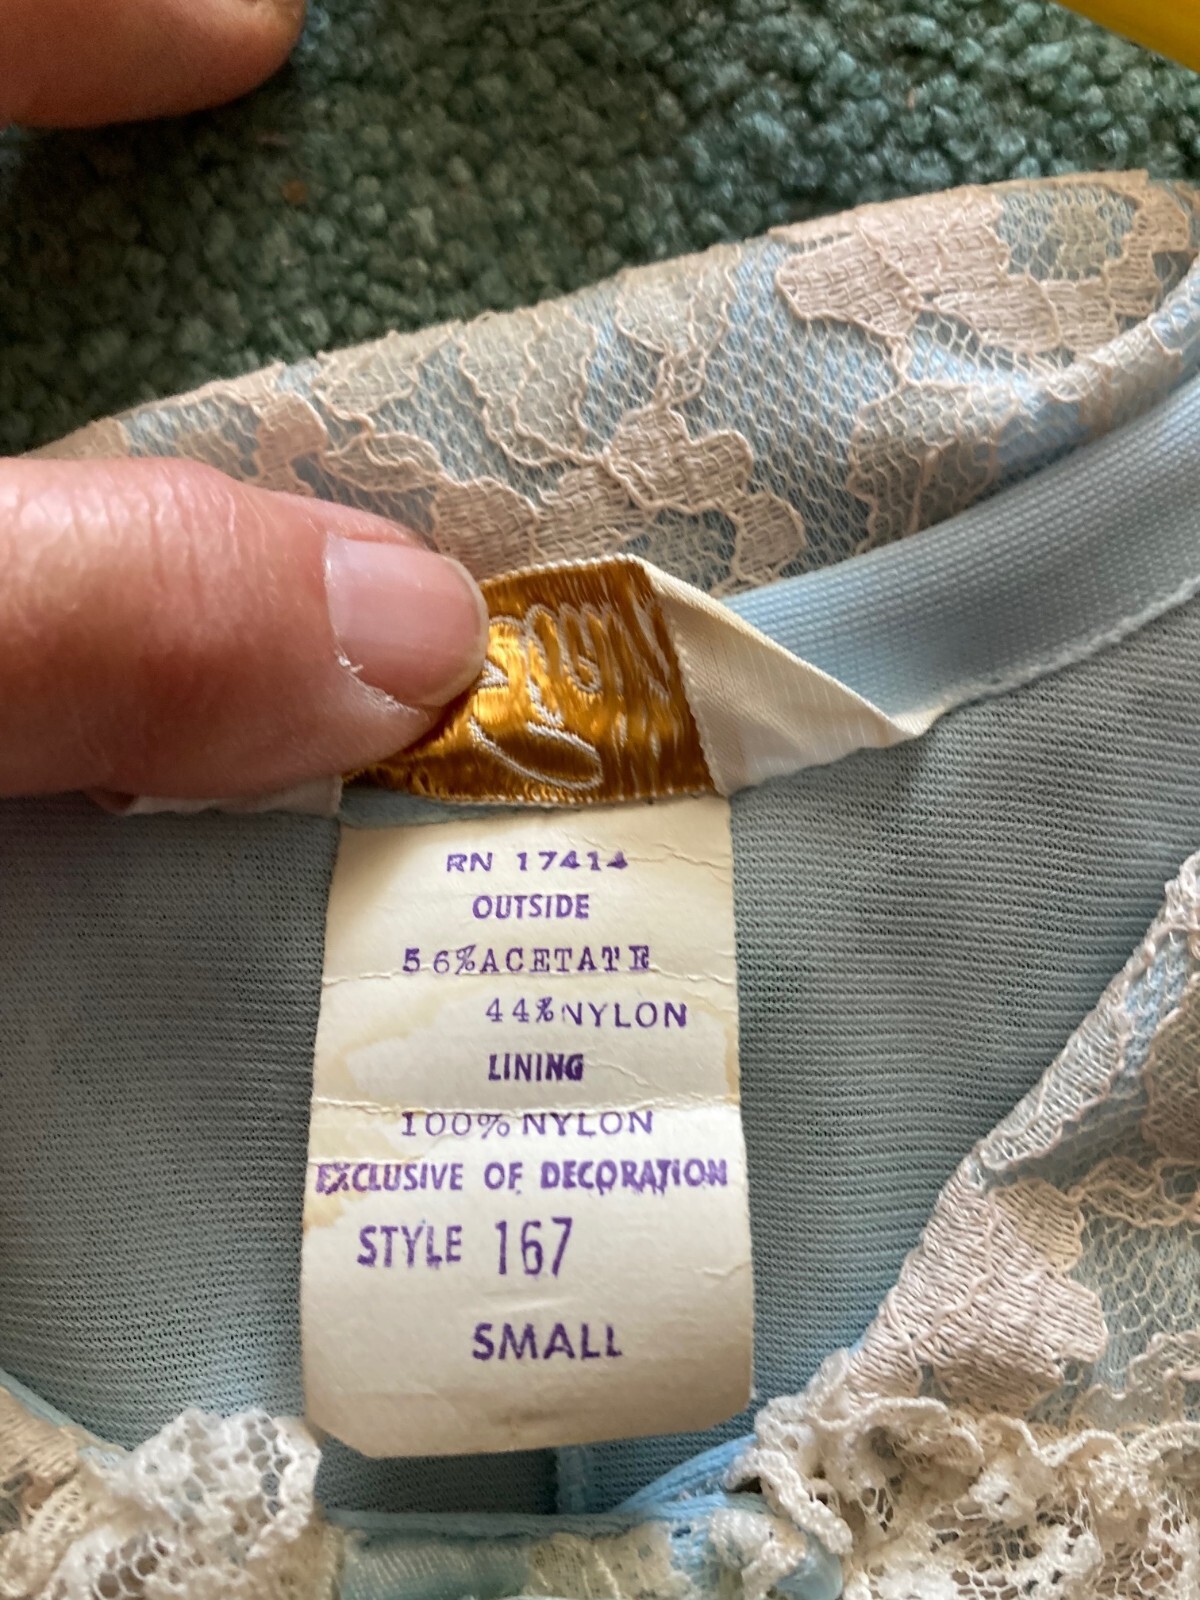 RN 17414
OUTSIDE
56% ACETATE
44% NYLON
LINING
100% NYLON
EXCLUSIVE OF DECORATION
STYLE 167
SMALL